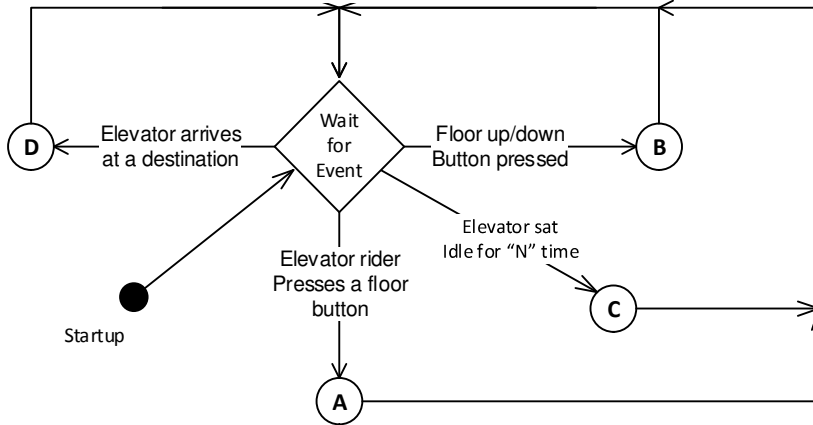 Wait
for
Event
D
Elevator arrives
at a destination
Floor up/down
Button pressed
B
Elevator sat
Idle for “N” time
Elevator rider
Presses a floor
button
C
Startup
A